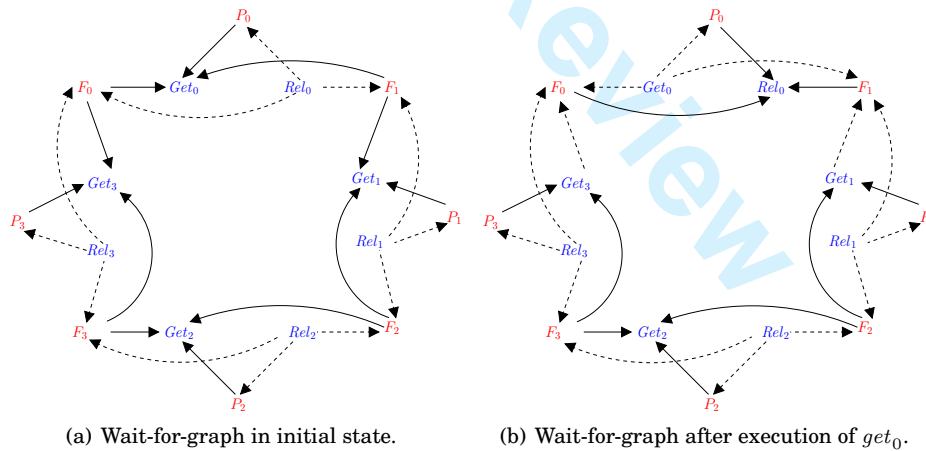 P₀
F₀ Get₀ Rel₀ F₁
Get₃ Get₁
P₃ P₁
Rel₃ Rel₁
F₃ Get₂ Rel₂ F₂
P₂
(a) Wait-for-graph in initial state.
P₀
F₀ Get₀ Rel₀ F₁
Get₃ Get₁
P₃
Rel₃ Rel₁
F₃ Get₂ Rel₂ F₂
P₂
(b) Wait-for-graph after execution of get₀.
Review